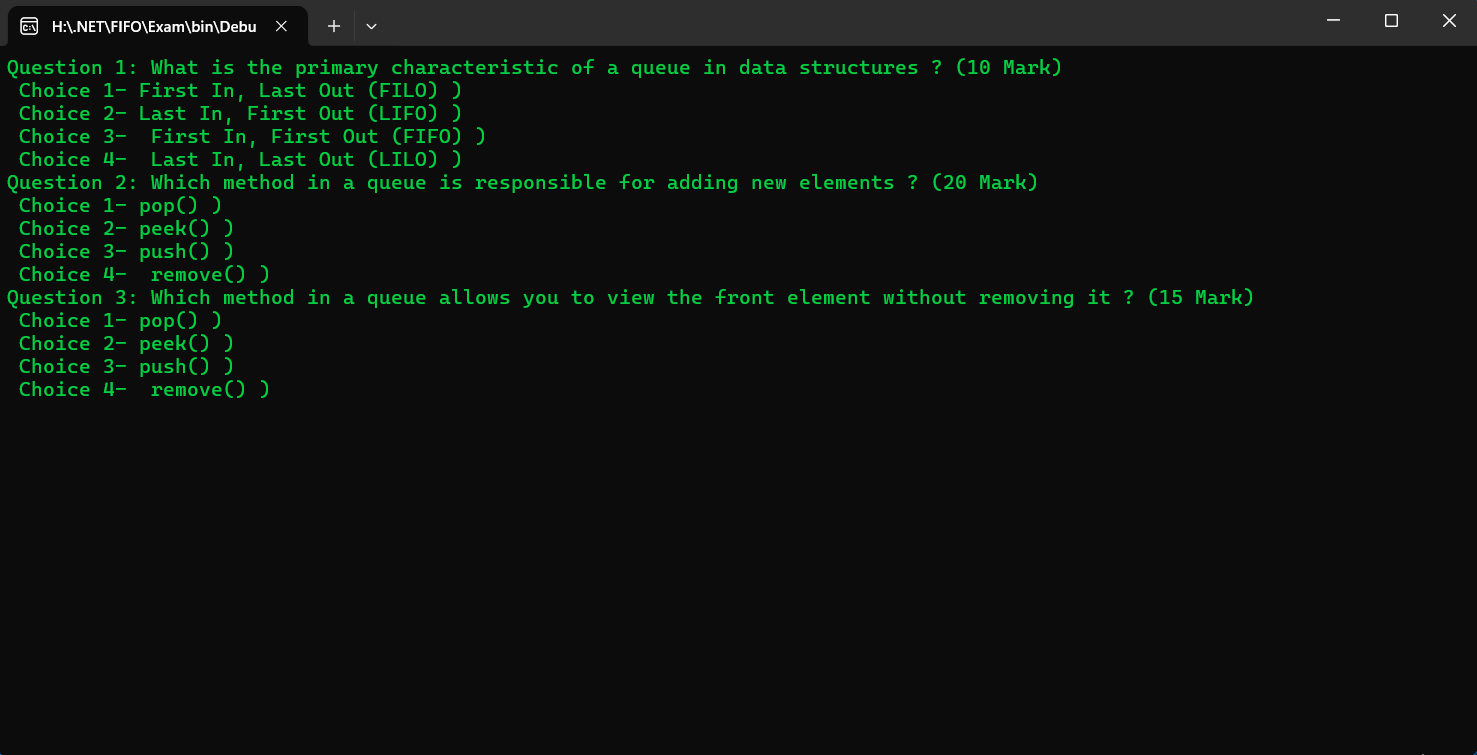 H:\.NET\FIFO\Exam\bin\Debu
Question 1: What is the primary characteristic of a queue in data structures ? (10 Mark)
Choice 1- First In, Last Out (FILO) )
Choice 2- Last In, First Out (LIFO) )
Choice 3-  First In, First Out (FIFO) )
Choice 4-  Last In, Last Out (LILO) )
Question 2: Which method in a queue is responsible for adding new elements ? (20 Mark)
Choice 1- pop() )
Choice 2- peek() )
Choice 3- push() )
Choice 4-  remove() )
Question 3: Which method in a queue allows you to view the front element without removing it ? (15 Mark)
Choice 1- pop() )
Choice 2- peek() )
Choice 3- push() )
Choice 4-  remove() )